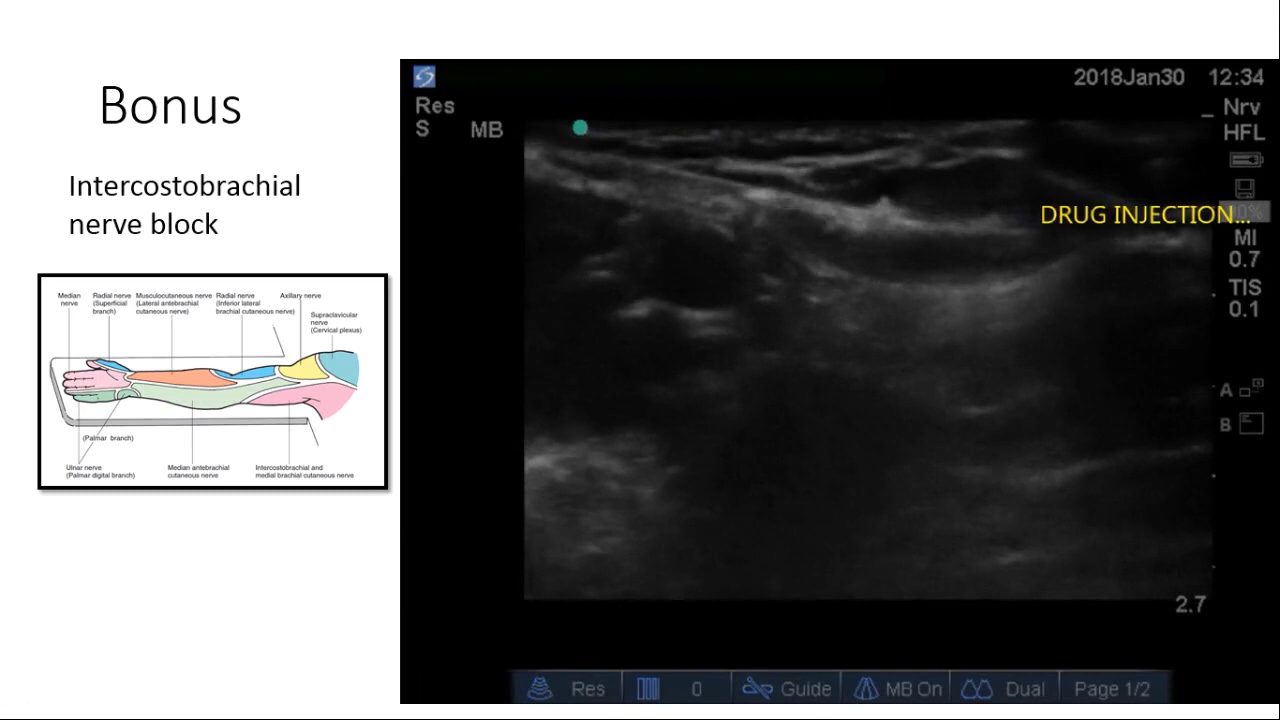 Bonus
Intercostobrachial
nerve block
Median
nerve
Radial nerve
(Superficial
branch)
Musculocutaneous nerve
(Lateral antebrachial
cutaneous nerve)
Radial nerve
(Inferior lateral
brachial cutaneous nerve)
Axillary nerve
Supraclavicular
nerve
(Cervical plexus)
(Palmar branch)
Ulnar nerve
(Palmar digital branch)
Median antebrachial
cutaneous nerve
Intercostobrachial and
medial brachial cutaneous nerve
2018Jan30 12:34
Res
S MB
_ Nrv
HFL
DRUG INJECTION...
MI
0.7
TIS
0.1
A
B
2.7
Res 0 Guide MB On Dual Page 1/2